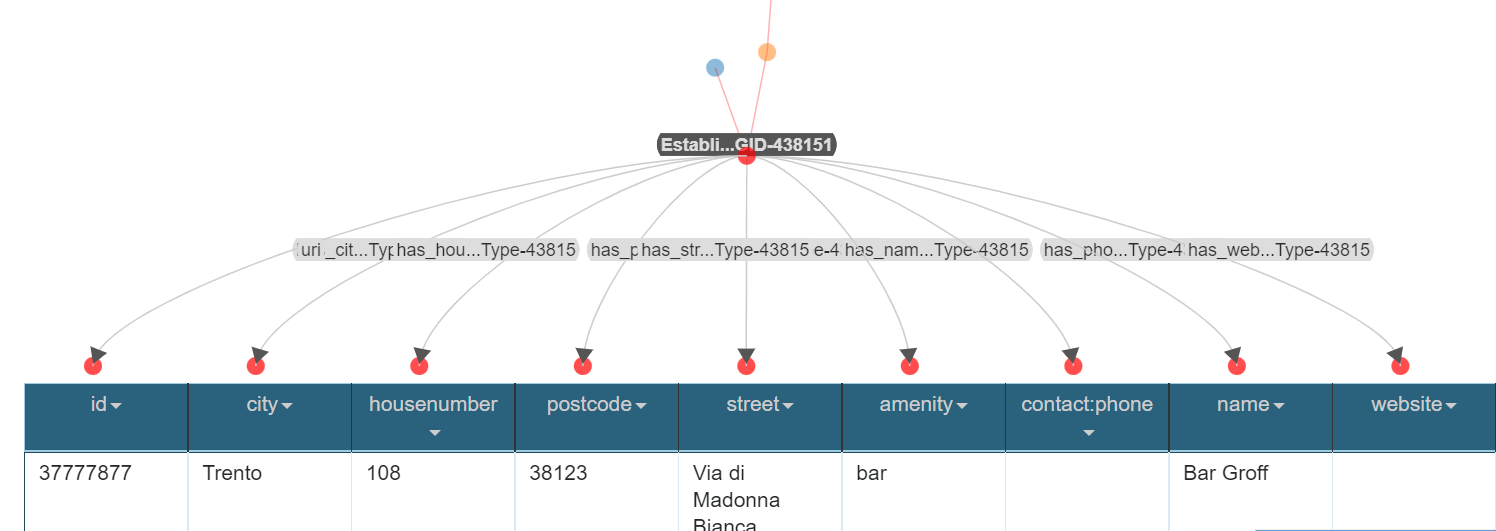 Establi...GID-438151
uri
_cit...Typ
has_hou...Type-43815
has_p
has_str...Type-43815
e-4
has_nam...Type-43815
has_pho...Type-4
has_web...Type-43815
id city housenumber postcode street amenity contact:phone name website
37777877 Trento 108 38123 Via di bar Bar Groff
Madonna
Bianca